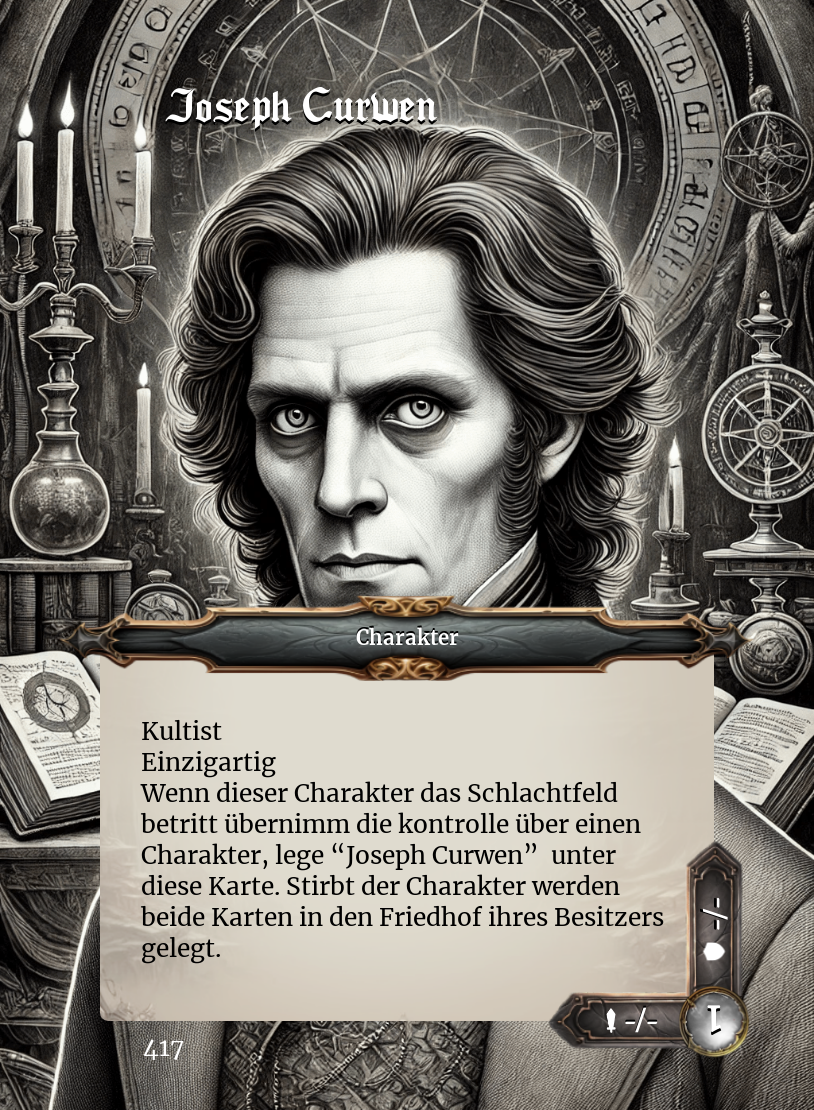 Joseph Curwen
Charakter
Kultist
Einzigartig
Wenn dieser Charakter das Schlachtfeld
betritt übernimm die kontrolle über einen
Charakter, lege “Joseph Curwen”  unter
diese Karte. Stirbt der Charakter werden
beide Karten in den Friedhof ihres Besitzers
gelegt.
-/-
-/-
417